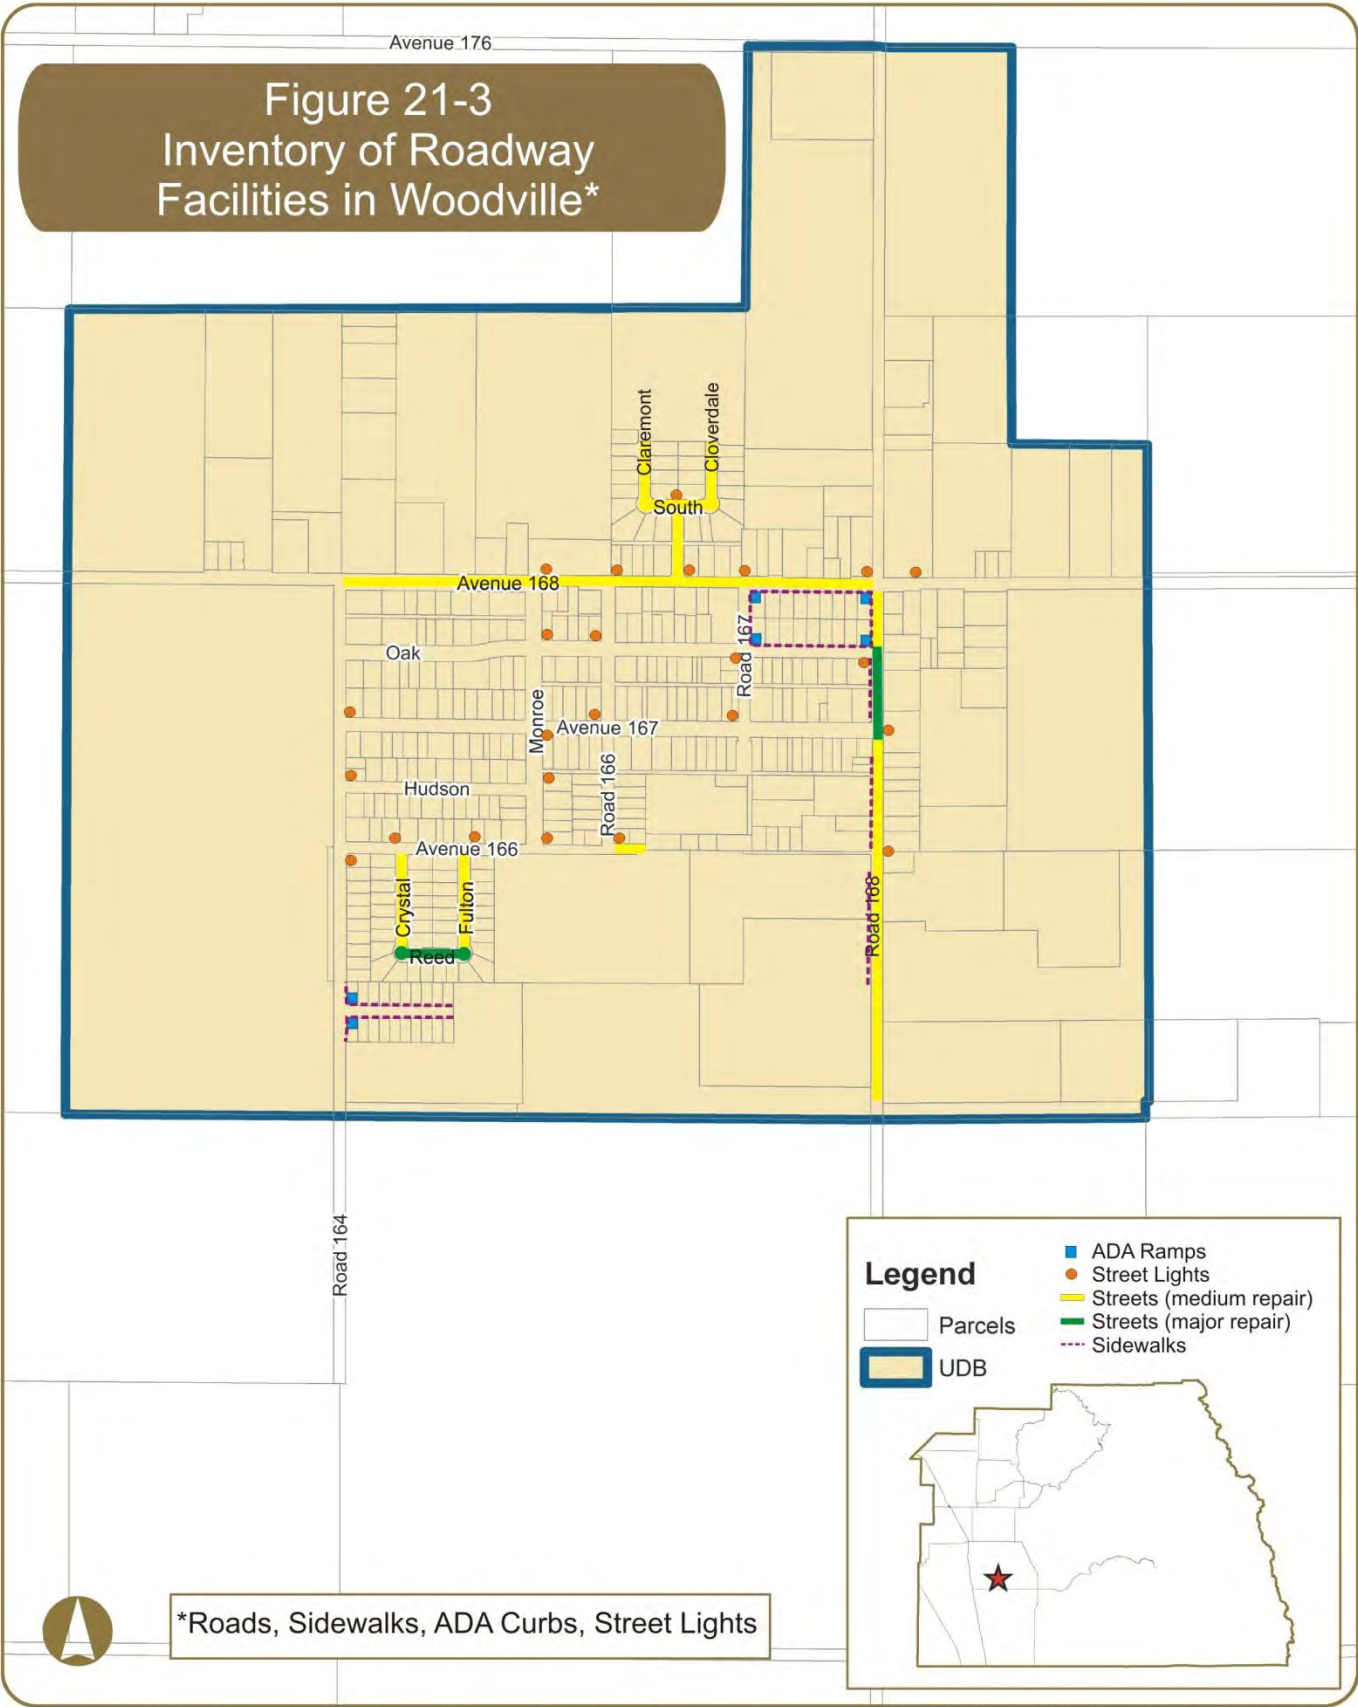 Avenue 176
Figure 21-3
Inventory of Roadway
Facilities in Woodville*
Claremont
Cloverdale
South
Avenue 168
Oak
Road 167
Monroe
Avenue 167
Road 166
Hudson
Avenue 166
Crystal
Fulton
Road 168
Reed
Road 164
Legend
Parcels
UDB
ADA Ramps
Street Lights
Streets (medium repair)
Streets (major repair)
Sidewalks
*Roads, Sidewalks, ADA Curbs, Street Lights